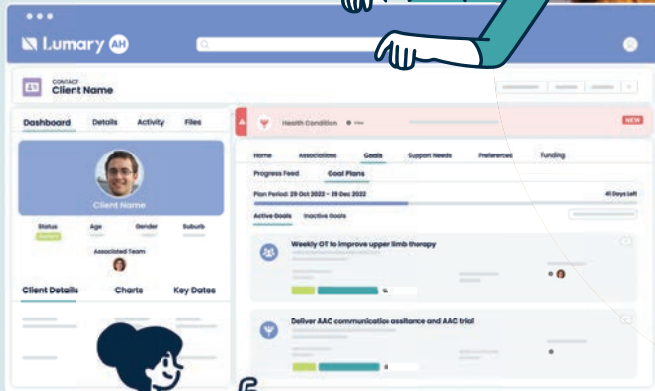 Lumary AH
CONTACT
Client Name
Dashboard Details Activity Files
Health Condition
NEW
Home Associations Goals Support Needs Preferences Funding
Progress Feed Goal Plans
Plan Period: 29 Oct 2022 - 19 Dec 2022
41 Days Left
Active Goals Inactive Goals
Client Name
Status Age Gender Suburb
Associated Team
Weekly OT to improve upper limb therapy
Client Details Charts Key Dates
Deliver AAC communication assitance and AAC trial